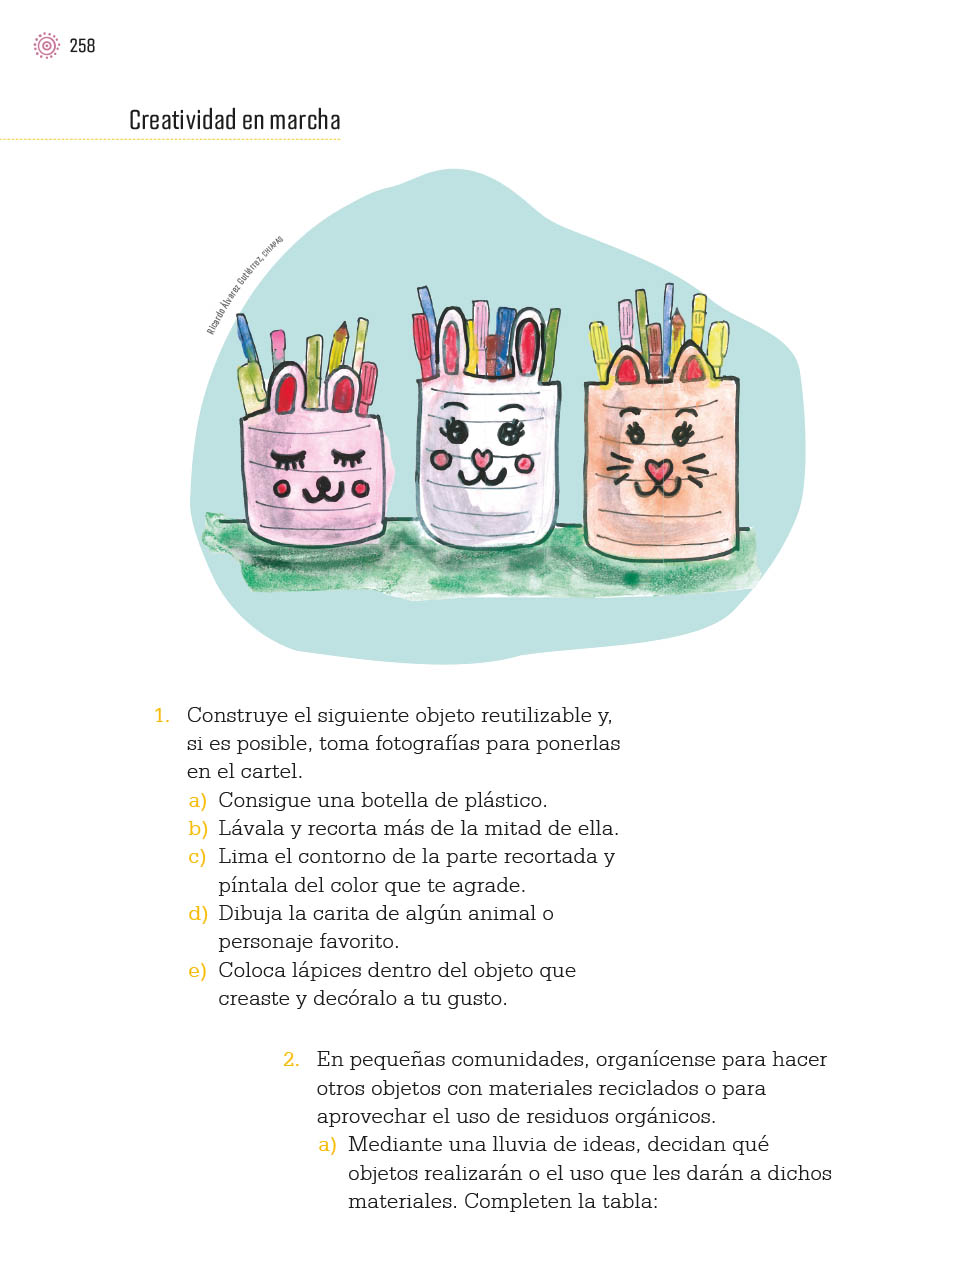 258
Creatividad en marcha
Ricardo Álvarez Gutiérrez, CHIAPAS
1. Construye el siguiente objeto reutilizable y,
si es posible, toma fotografías para ponerlas
en el cartel.
a) Consigue una botella de plástico.
b) Lávala y recorta más de la mitad de ella.
c) Lima el contorno de la parte recortada y
píntala del color que te agrade.
d) Dibuja la carita de algún animal o
personaje favorito.
e) Coloca lápices dentro del objeto que
creaste y decóralo a tu gusto.
2. En pequeñas comunidades, organícense para hacer
otros objetos con materiales reciclados o para
aprovechar el uso de residuos orgánicos.
a) Mediante una lluvia de ideas, decidan qué
objetos realizarán o el uso que les darán a dichos
materiales. Completen la tabla: